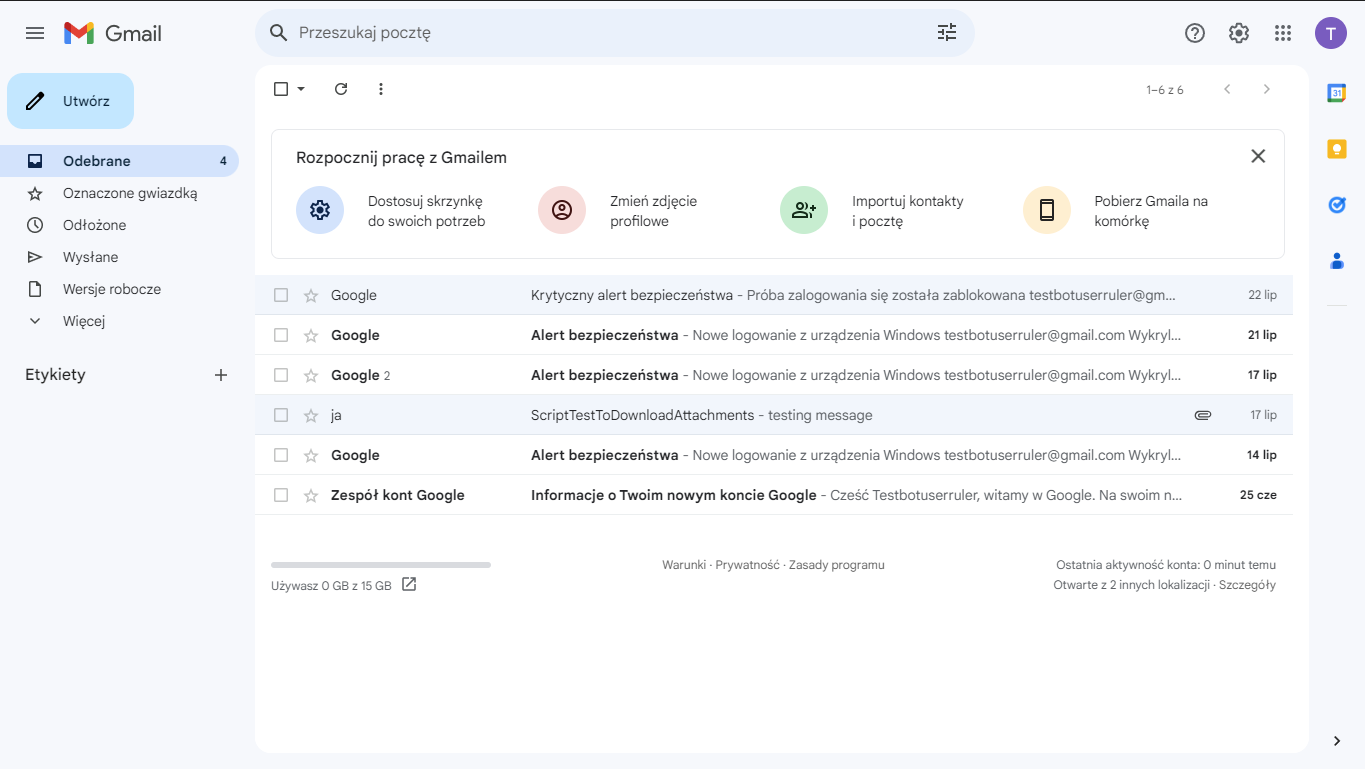 Gmail
Przeszukaj pocztę
T
Utwórz
1–6 z 6
31
Odebrane 4
Oznaczone gwiazdką
Odłożone
Wysłane
Wersje robocze
Więcej
Etykiety
Rozpocznij pracę z Gmailem
Dostosuj skrzynkę
do swoich potrzeb
Zmień zdjęcie
profilowe
Importuj kontakty
i pocztę
Pobierz Gmaila na
komórkę
Google Krytyczny alert bezpieczeństwa - Próba zalogowania się została zablokowana testbotuserruler@gm... 22 lip
Google Alert bezpieczeństwa - Nowe logowanie z urządzenia Windows testbotuserruler@gmail.com Wykryl... 21 lip
Google 2 Alert bezpieczeństwa - Nowe logowanie z urządzenia Windows testbotuserruler@gmail.com Wykryl... 17 lip
ja ScriptTestToDownloadAttachments - testing message 17 lip
Google Alert bezpieczeństwa - Nowe logowanie z urządzenia Windows testbotuserruler@gmail.com Wykryl... 14 lip
Zespół kont Google Informacje o Twoim nowym koncie Google - Cześć Testbotuserruler, witamy w Google. Na swoim n... 25 cze
Używasz 0 GB z 15 GB
Warunki · Prywatność · Zasady programu
Ostatnia aktywność konta: 0 minut temu
Otwarte z 2 innych lokalizacji · Szczegóły